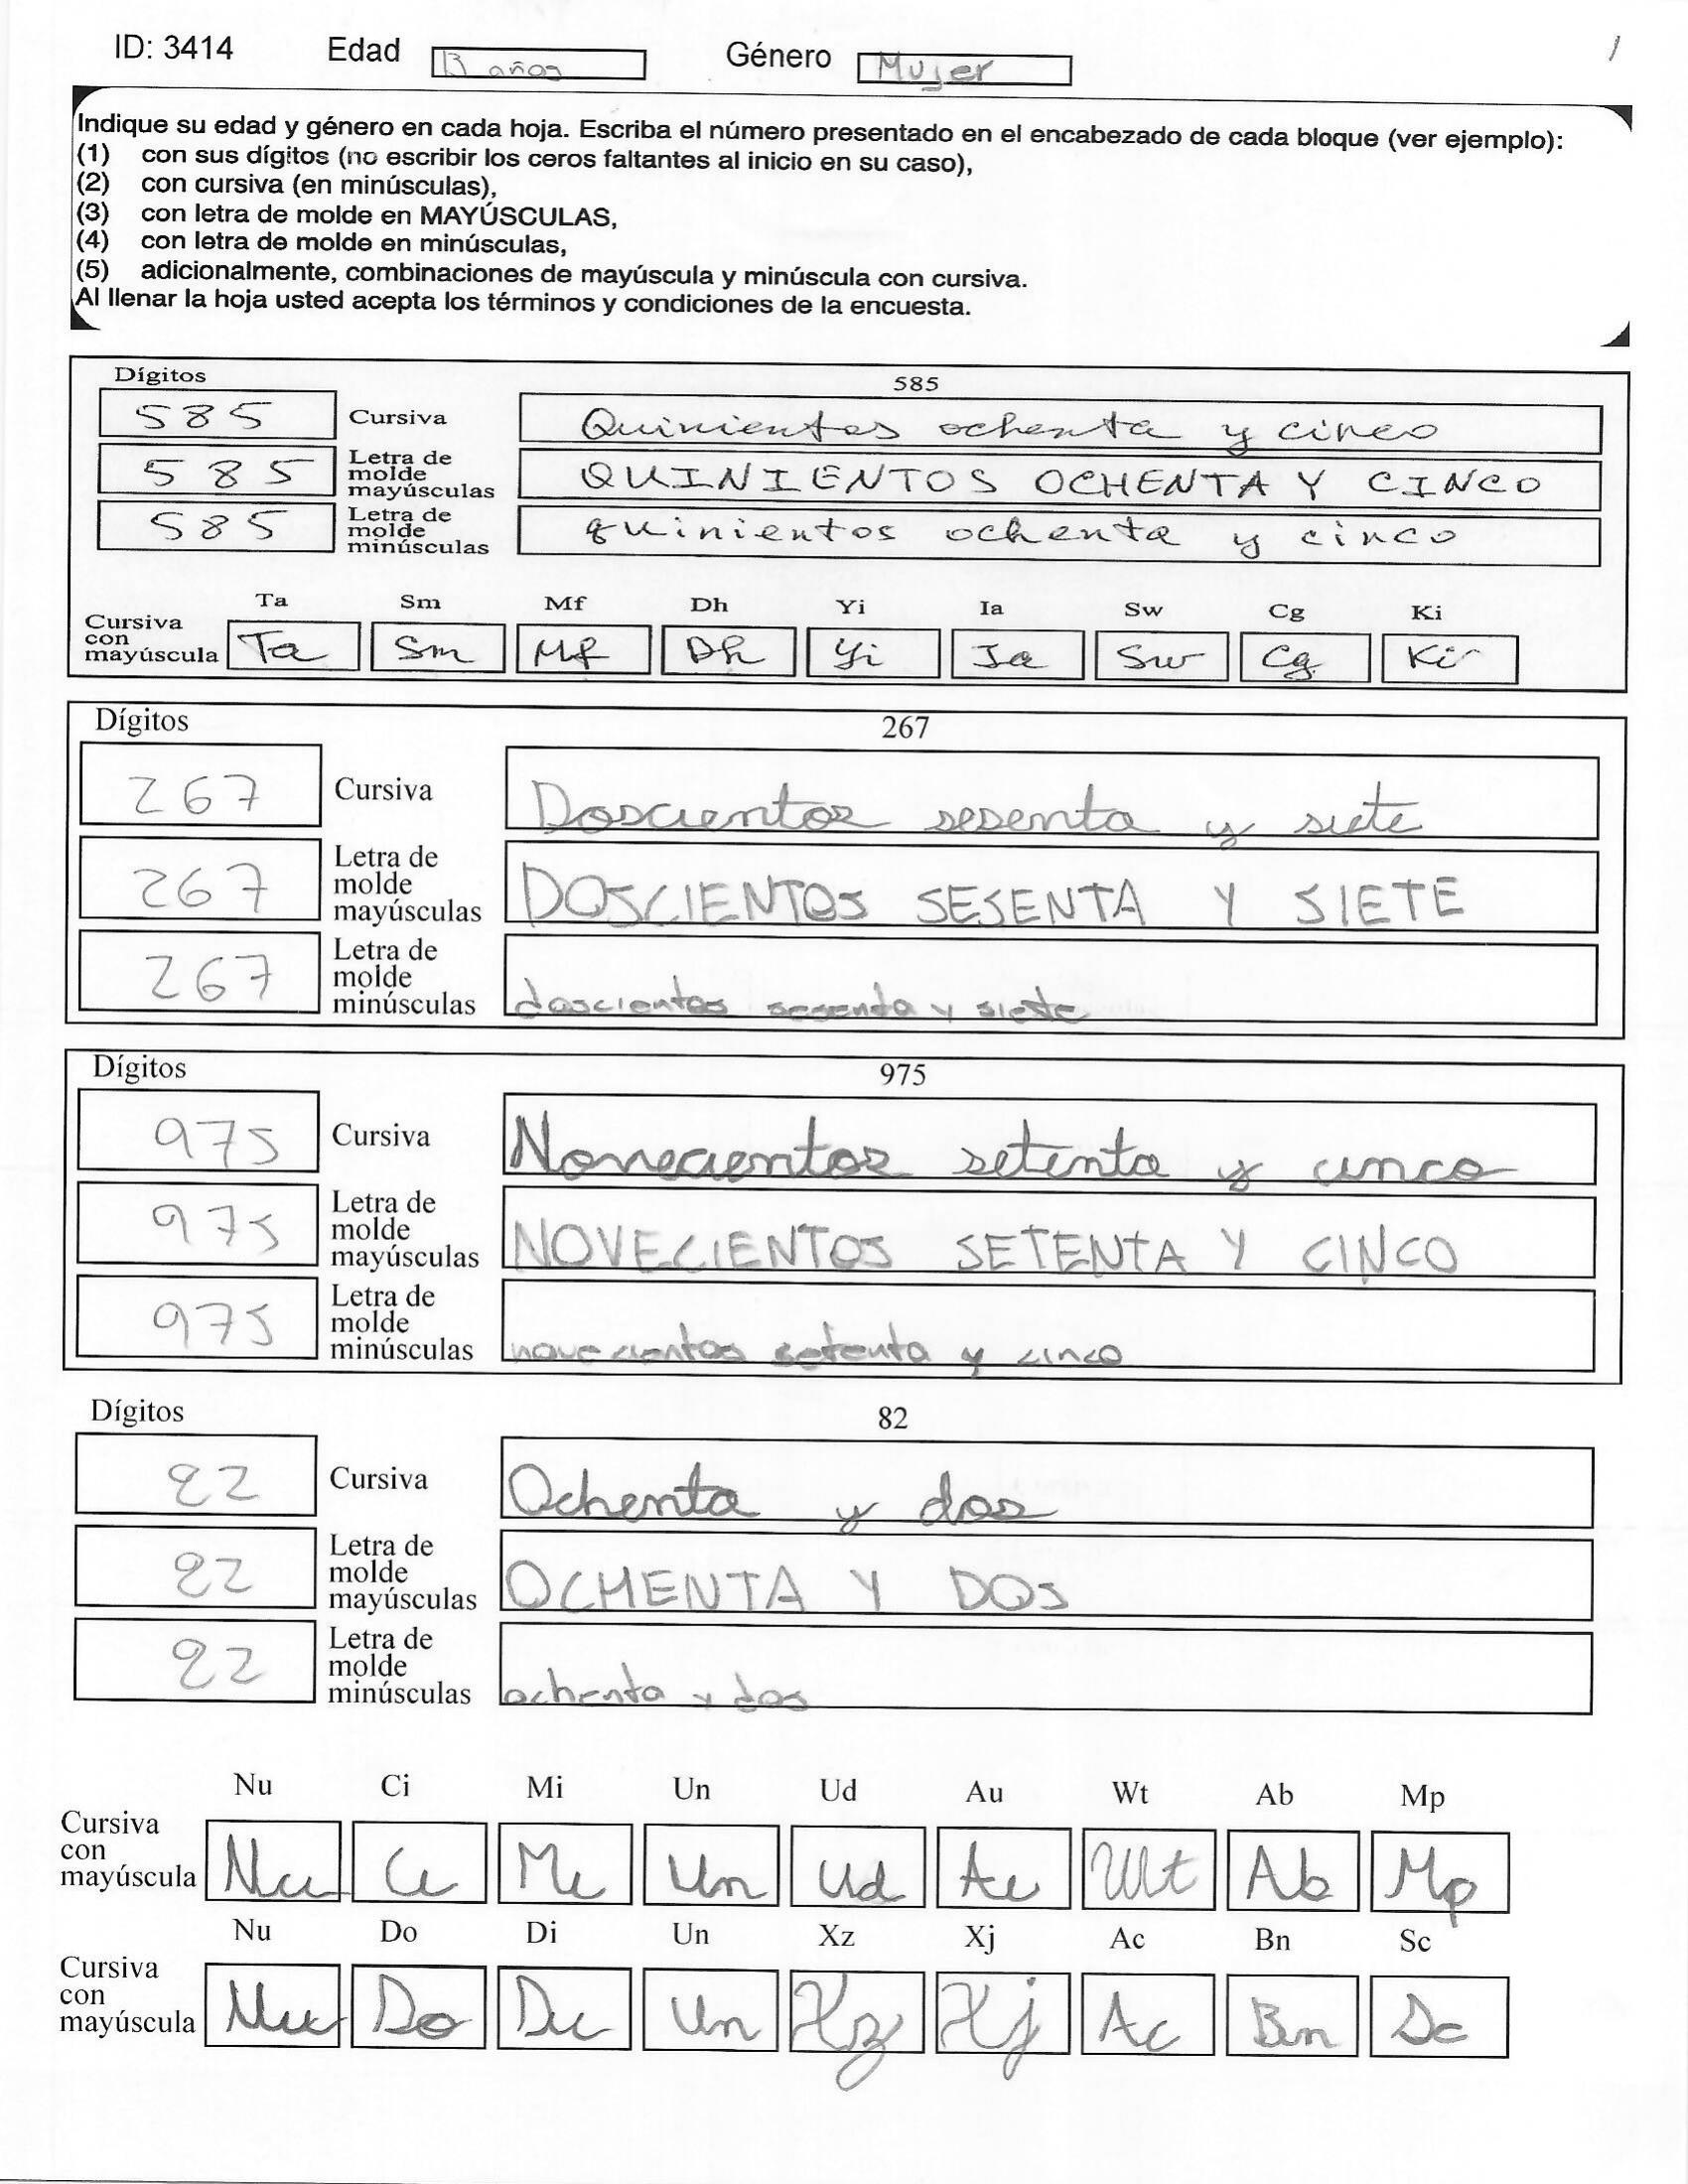 ID: 3414 Edad 13 años Género Mujer 1
Indique su edad y género en cada hoja. Escriba el número presentado en el encabezado de cada bloque (ver ejemplo):
(1) con sus dígitos (no escribir los ceros faltantes al inicio en su caso),
(2) con cursiva (en minúsculas),
(3) con letra de molde en MAYÚSCULAS,
(4) con letra de molde en minúsculas,
(5) adicionalmente, combinaciones de mayúscula y minúscula con cursiva.
Al llenar la hoja usted acepta los términos y condiciones de la encuesta.
Dígitos 585
585 Cursiva Quinientos ochenta y cinco
585 Letra de molde mayúsculas QUINIENTOS OCHENTA Y CINCO
585 Letra de molde minúsculas quinientos ochenta y cinco
Ta Sm Mf Dh Yi Ia Sw Cg Ki
Cursiva con mayúscula Ta Sm Mf Dh Yi Ia Sw Cg Ki
Dígitos 267
267 Cursiva Doscientos sesenta y siete
267 Letra de molde mayúsculas DOSCIENTOS SESENTA Y SIETE
267 Letra de molde minúsculas doscientos sesenta y siete
Dígitos 975
975 Cursiva Novecientos setenta y cinco
975 Letra de molde mayúsculas NOVECIENTOS SETENTA Y CINCO
975 Letra de molde minúsculas novecientos setenta y cinco
Dígitos 82
82 Cursiva Ochenta y dos
82 Letra de molde mayúsculas OCHENTA Y DOS
82 Letra de molde minúsculas ochenta y dos
Nu Ci Mi Un Ud Au Wt Ab Mp
Cursiva con mayúscula Nu Ci Mi Un Ud Au Wt Ab Mp
Nu Do Di Un Xz Xj Ac Bn Sc
Cursiva con mayúscula Nu Do Di Un Xz Xj Ac Bn Sc